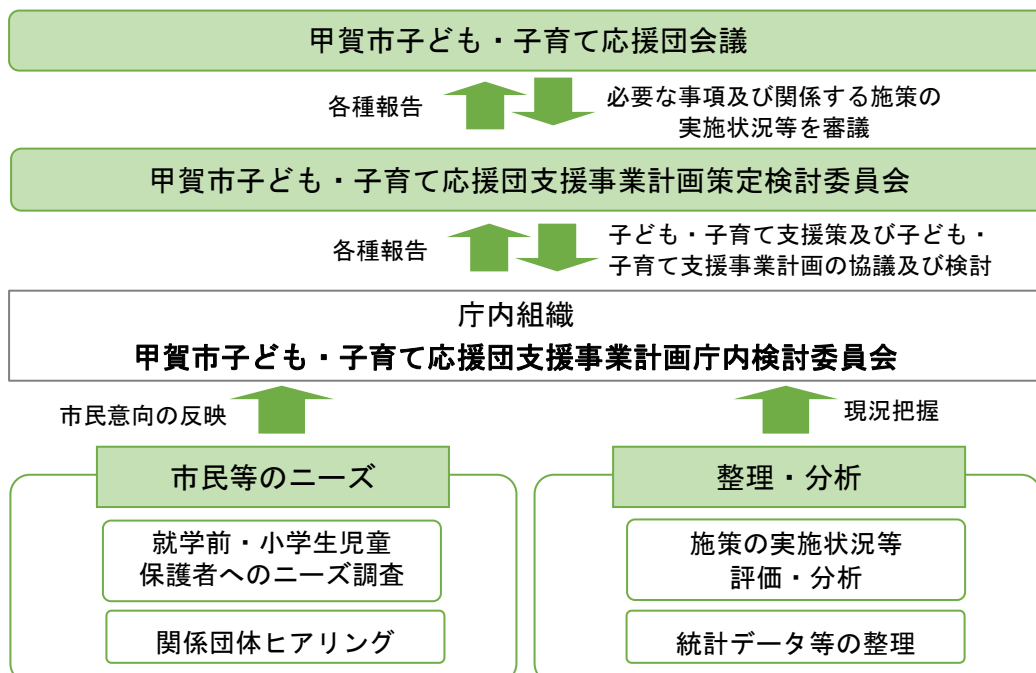 甲賀市子ども・子育て応援団会議
各種報告
必要な事項及び関係する施策の
実施状況等を審議
甲賀市子ども・子育て応援団支援事業計画策定検討委員会
各種報告
子ども・子育て支援策及び子ども・
子育て支援事業計画の協議及び検討
庁内組織
甲賀市子ども・子育て応援団支援事業計画庁内検討委員会
市民意向の反映
現況把握
市民等のニーズ
就学前・小学生児童
保護者へのニーズ調査
関係団体ヒアリング
整理・分析
施策の実施状況等
評価・分析
統計データ等の整理